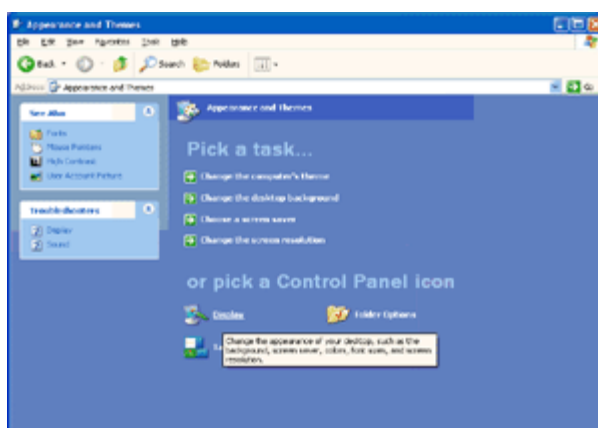 Appearance and Themes
File Edit View Favorites Tools Help
Back Search Folders
Address Appearance and Themes Go
See Also
Fonts
Mouse Pointers
High Contrast
User Account Picture
Troubleshooters
Display
Sound
Appearance and Themes
Pick a task...
Change the computer's theme
Change the desktop background
Choose a screen saver
Change the screen resolution
or pick a Control Panel icon
Display Folder Options
Change the appearance of your desktop, such as the
background, screen saver, colors, font sizes, and screen
resolution.